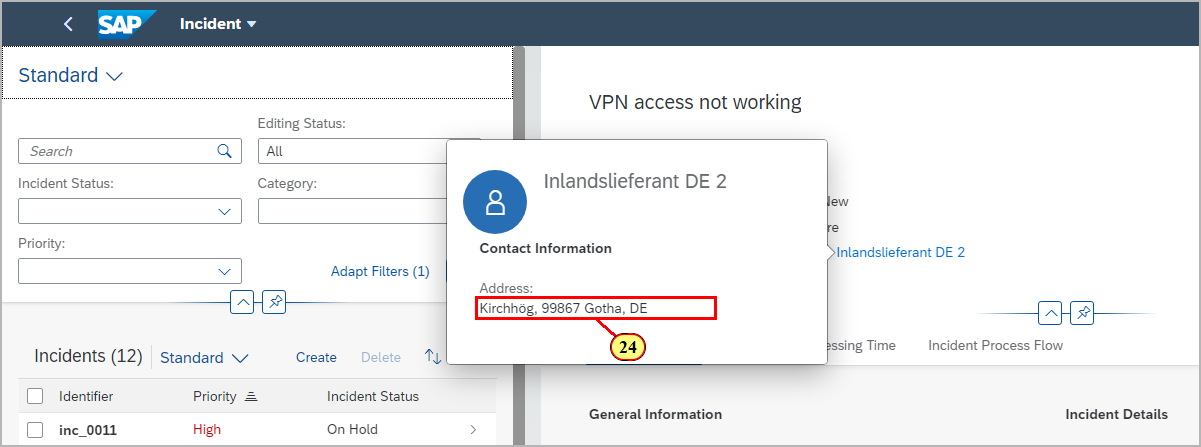 SAP
Incident
Standard
Editing Status:
Search
All
Incident Status:
Category:
Priority:
Adapt Filters (1)
Incidents (12)
Standard
Create
Delete
Identifier
Priority
Incident Status
inc_0011
High
On Hold
VPN access not working
Inlandslieferant DE 2
Contact Information
Address:
Kirchhög, 99867 Gotha, DE
24
New
Inlandslieferant DE 2
Time
Incident Process Flow
General Information
Incident Details